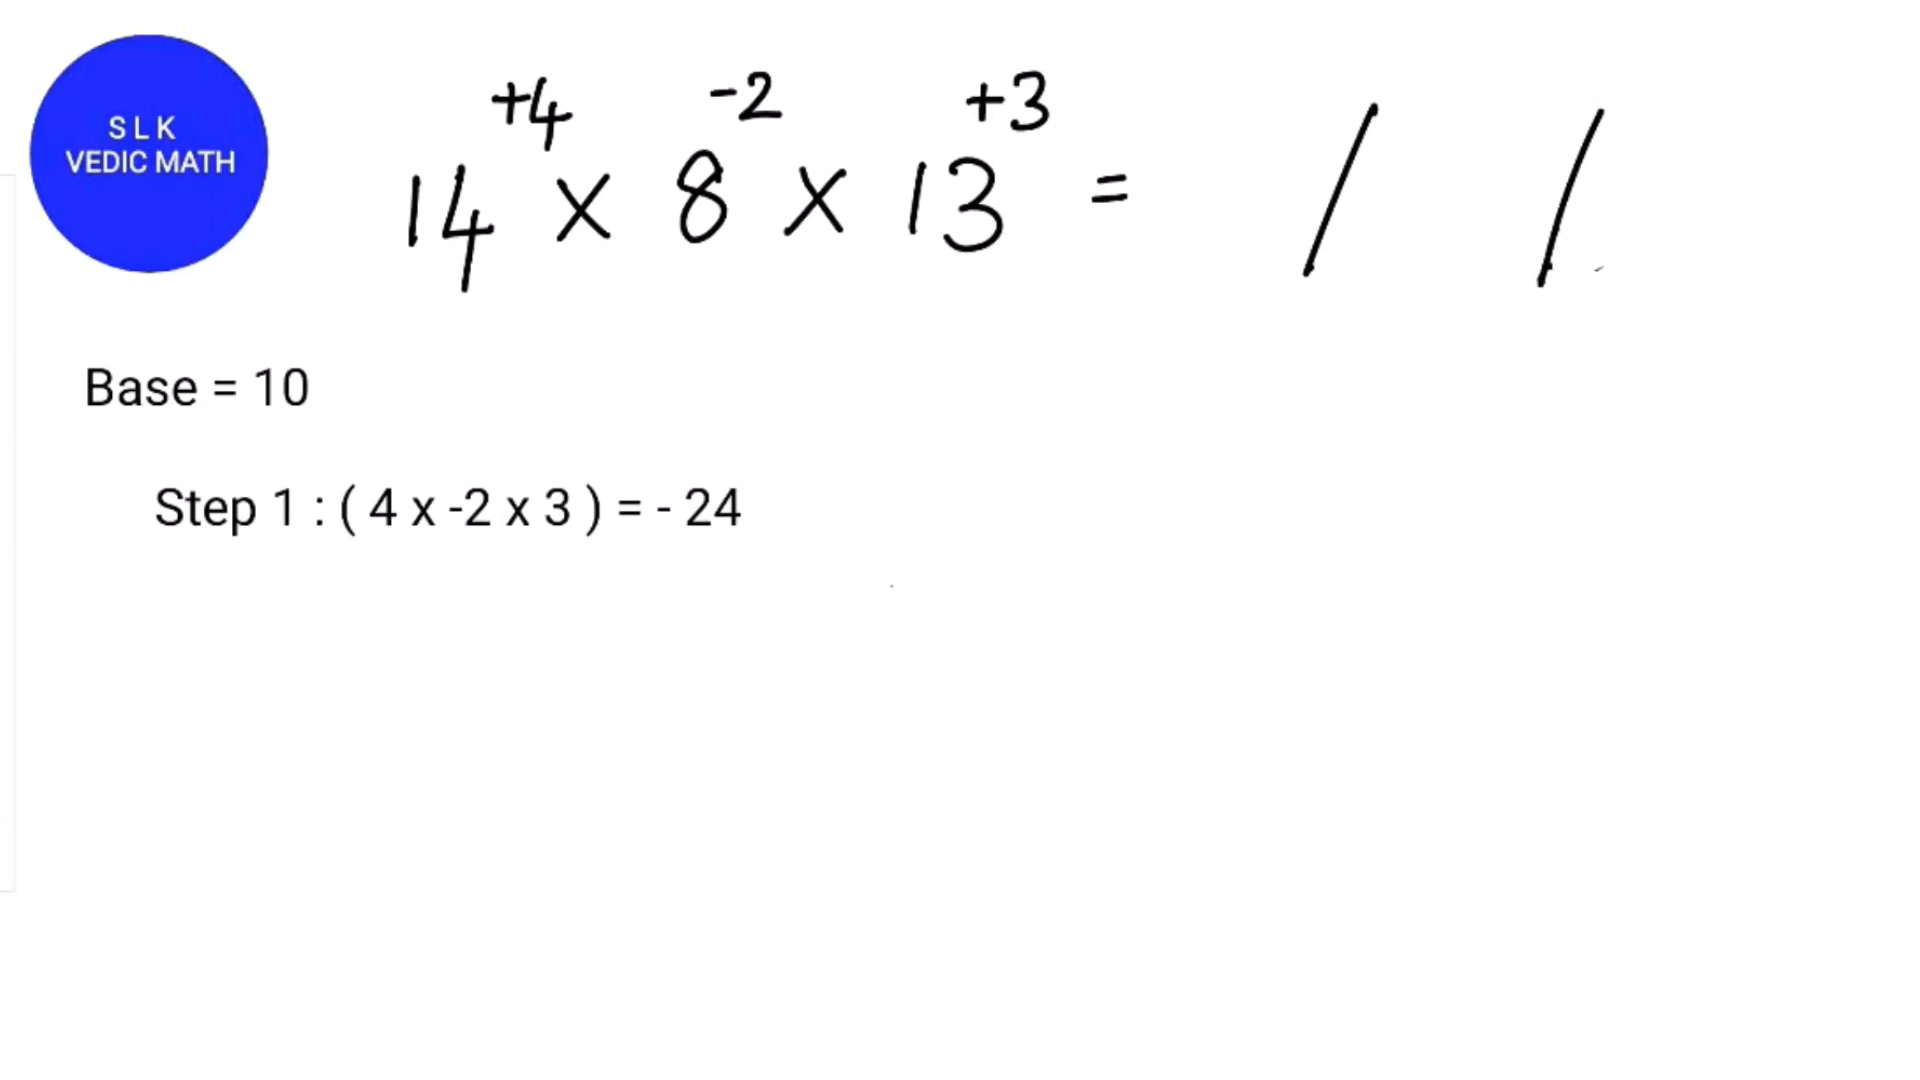 S L K
VEDIC MATH
+4 -2 +3
14 x 8 x 13 = / /
Base = 10
Step 1 : ( 4 x -2 x 3 ) = - 24